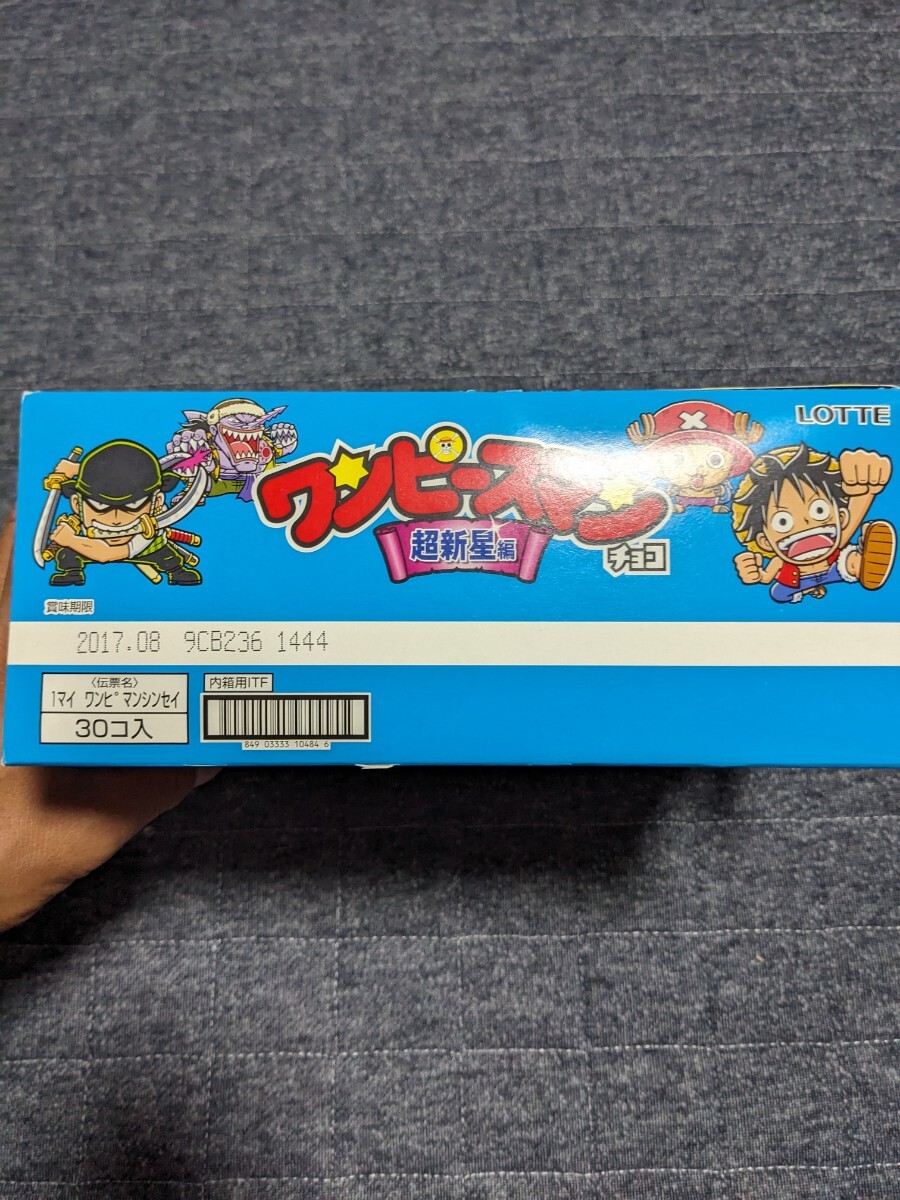 LOTTE
ワンピースマン
超新星編
チョコ
賞味期限
2017.08 9CB236 1444
〈伝票名〉
1マイ ワンピマンシンセイ
30コ入
内箱用ITF
849 03333 10484 6